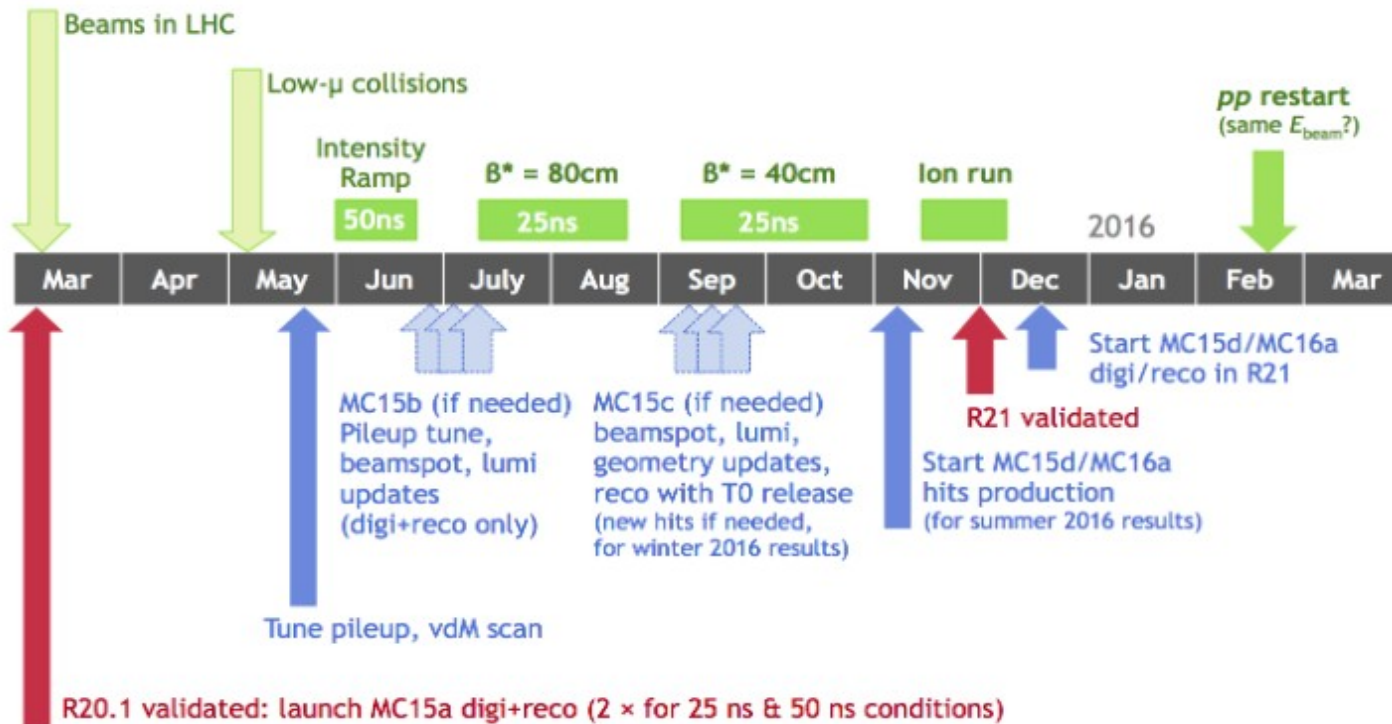 Beams in LHC
Low-µ collisions
pp restart
(same Ebeam?)
Intensity
Ramp
50ns
B* = 80cm
25ns
B* = 40cm
25ns
Ion run
2016
Mar Apr May Jun July Aug Sep Oct Nov Dec Jan Feb Mar
MC15b (if needed)
Pileup tune,
beamspot, lumi
updates
(digi+reco only)
MC15c (if needed)
beamspot, lumi,
geometry updates,
reco with T0 release
(new hits if needed,
for winter 2016 results)
Start MC15d/MC16a
digi/reco in R21
R21 validated
Start MC15d/MC16a
hits production
(for summer 2016 results)
Tune pileup, vdM scan
R20.1 validated: launch MC15a digi+reco (2 × for 25 ns & 50 ns conditions)